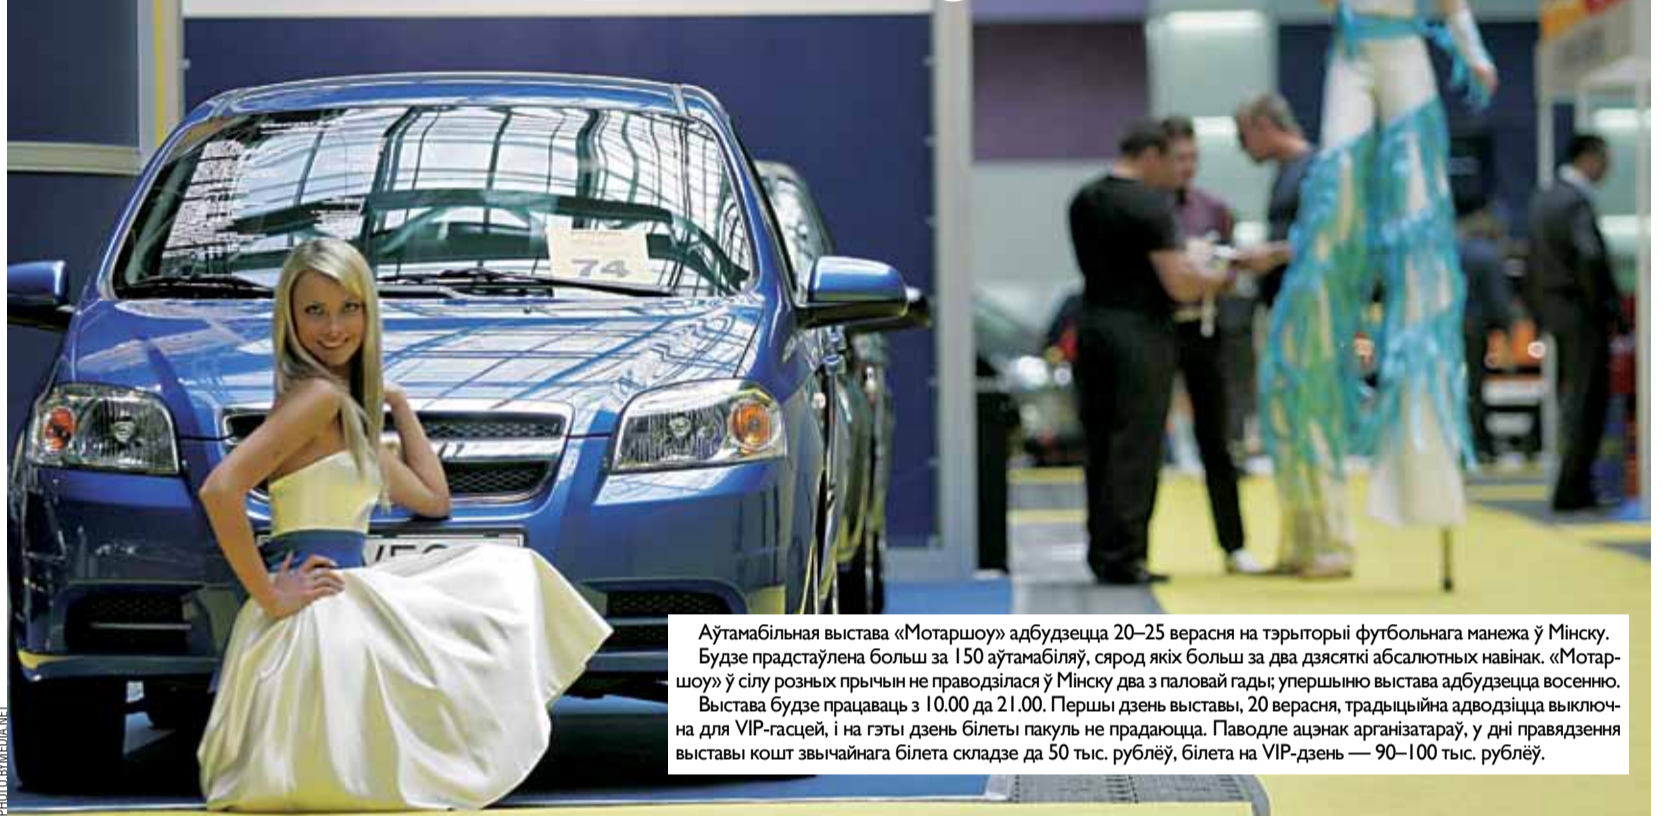 74
Аўтамабільная выстава «Мотаршоу» адбудзецца 20–25 верасня на тэрыторыі футбольнага манежа ў Мінску.
Будзе прадстаўлена больш за 150 аўтамабіляў, сярод якіх больш за два дзясяткі абсалютных навінак. «Мотар-
шоу» ў сілу розных прычын не праводзілася ў Мінску два з паловай гады; упершыню выстава адбудзецца восенню.
Выстава будзе працаваць з 10.00 да 21.00. Першы дзень выставы, 20 верасня, традыцыйна адводзіцца выключ-
на для VIP-гасцей, і на гэты дзень білеты пакуль не прадаюцца. Паводле ацэнак арганізатараў, у дні правядзення
выставы кошт звычайнага білета складзе да 50 тыс. рублёў, білета на VIP-дзень — 90–100 тыс. рублёў.
PHOTO.BYMEDIA.NET